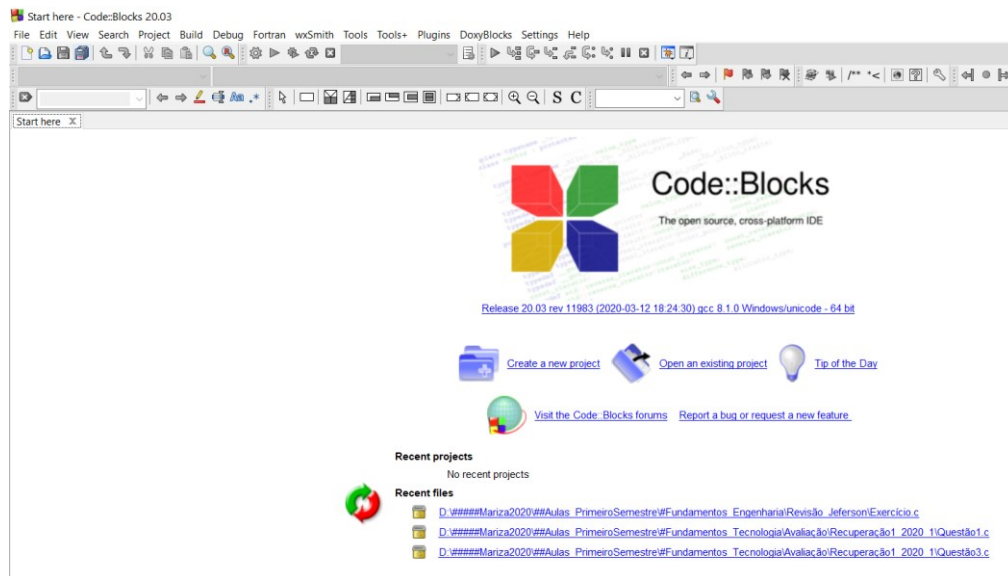 Start here - Code::Blocks 20.03
File Edit View Search Project Build Debug Fortran wxSmith Tools Tools+ Plugins DoxyBlocks Settings Help
/** *<
Aa .* S C
Start here X
Code::Blocks
The open source, cross-platform IDE
Release 20.03 rev 11983 (2020-03-12 18:24:30) gcc 8.1.0 Windows/unicode - 64 bit
Create a new project Open an existing project Tip of the Day
Visit the Code::Blocks forums Report a bug or request a new feature
Recent projects
No recent projects
Recent files
D:\#####Mariza2020\##Aulas_PrimeiroSemestre\#Fundamentos_Engenharia\Revisão_Jeferson\Exercício.c
D:\#####Mariza2020\##Aulas_PrimeiroSemestre\#Fundamentos_Tecnologia\Avaliação\Recuperação1_2020_1\Questão1.c
D:\#####Mariza2020\##Aulas_PrimeiroSemestre\#Fundamentos_Tecnologia\Avaliação\Recuperação1_2020_1\Questão3.c